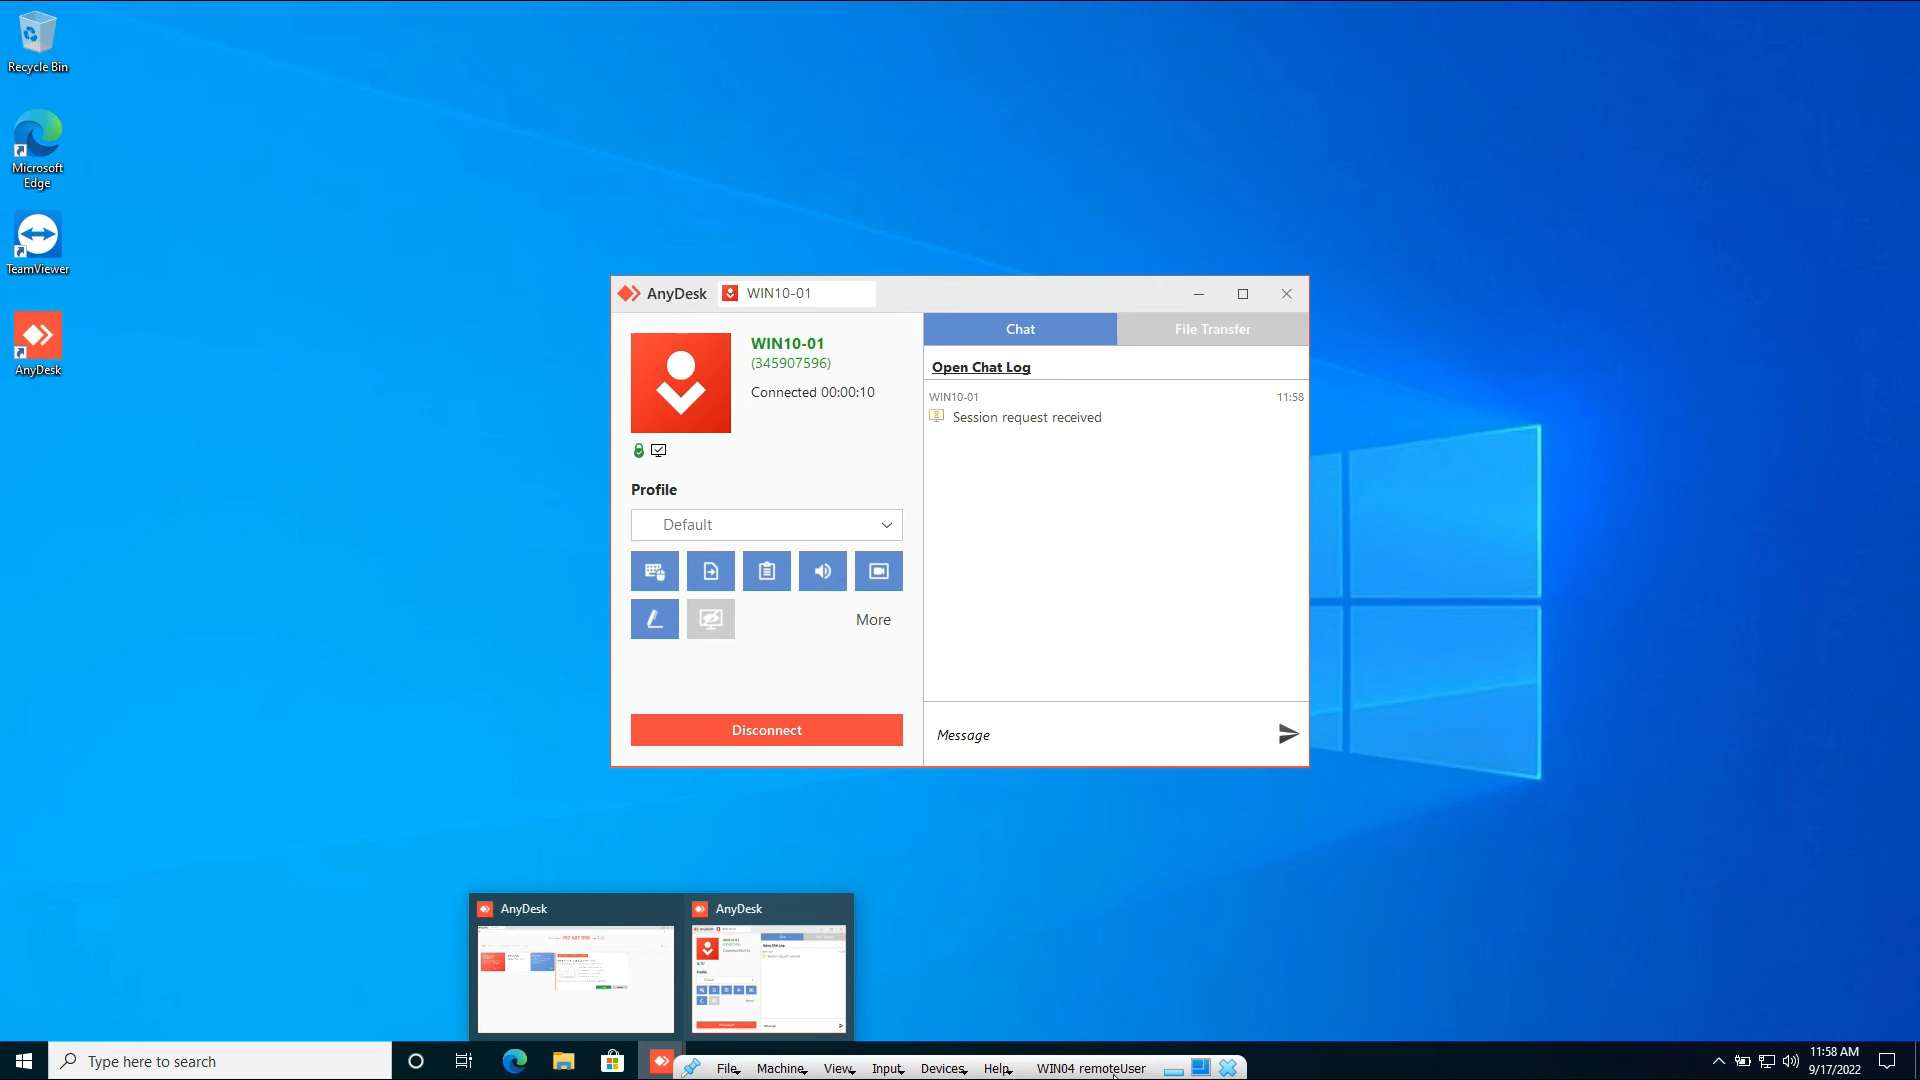 Recycle Bin
Microsoft
Edge
TeamViewer
AnyDesk
AnyDesk
WIN10-01
WIN10-01
(345907596)
Connected 00:00:10
Profile
Default
More
Disconnect
Chat
File Transfer
Open Chat Log
WIN10-01
11:58
Session request received
Message
AnyDesk
AnyDesk
Type here to search
File
Machine
View
Input
Devices
Help
WIN04 remoteUser
11:58 AM
9/17/2022